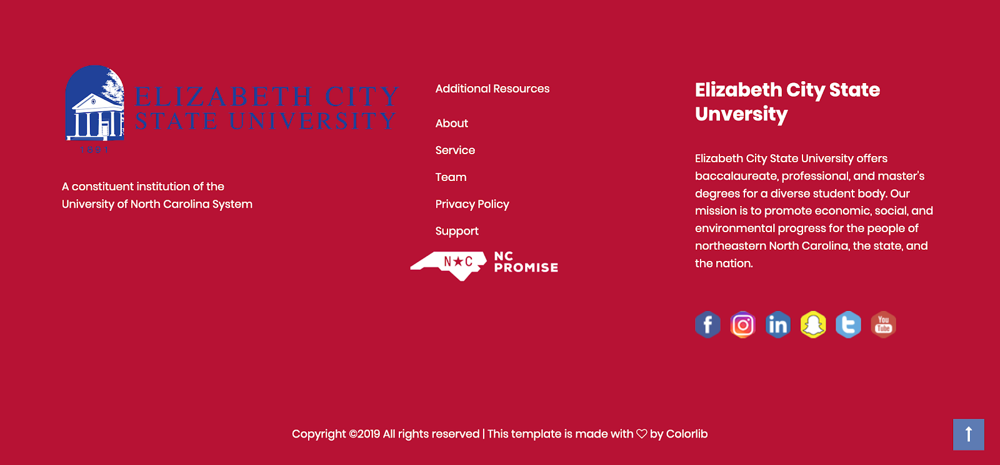 ELIZABETH CITY
STATE UNIVERSITY
1891
A constituent institution of the
University of North Carolina System
Additional Resources
About
Service
Team
Privacy Policy
Support
N★C
NC
PROMISE
Elizabeth City State
Unversity
Elizabeth City State University offers
baccalaureate, professional, and master's
degrees for a diverse student body. Our
mission is to promote economic, social, and
environmental progress for the people of
northeastern North Carolina, the state, and
the nation.
f
in
t
You
Tube
Copyright ©2019 All rights reserved | This template is made with ♡ by Colorlib